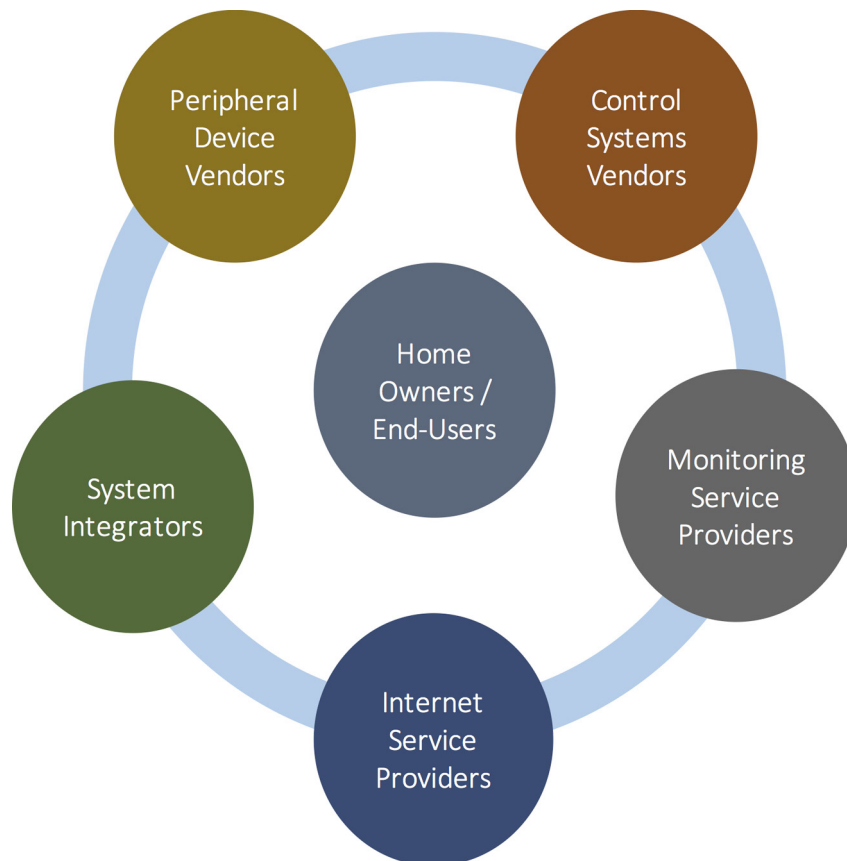 Peripheral
Device
Vendors
Control
Systems
Vendors
Home
Owners /
End-Users
Monitoring
Service
Providers
System
Integrators
Internet
Service
Providers